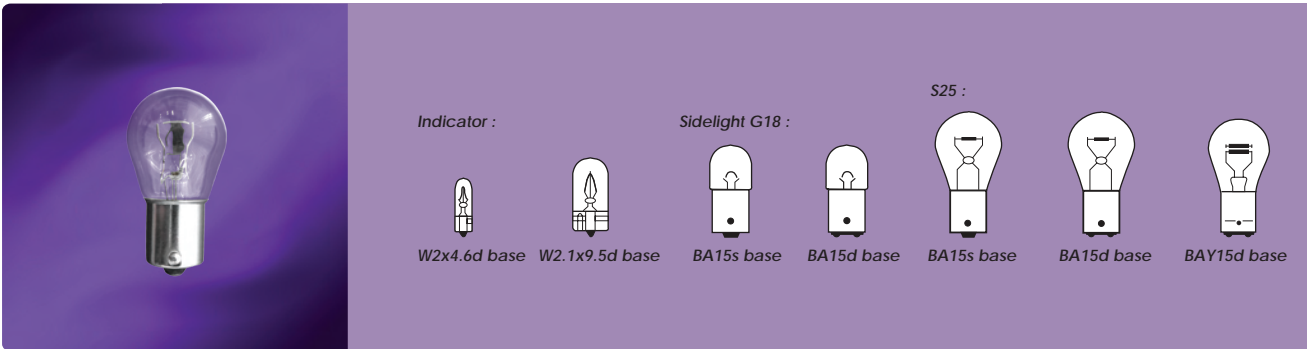 S25 :
Indicator :
Sidelight G18 :
W2x4.6d base
W2.1x9.5d base
BA15s base
BA15d base
BA15s base
BA15d base
BAY15d base